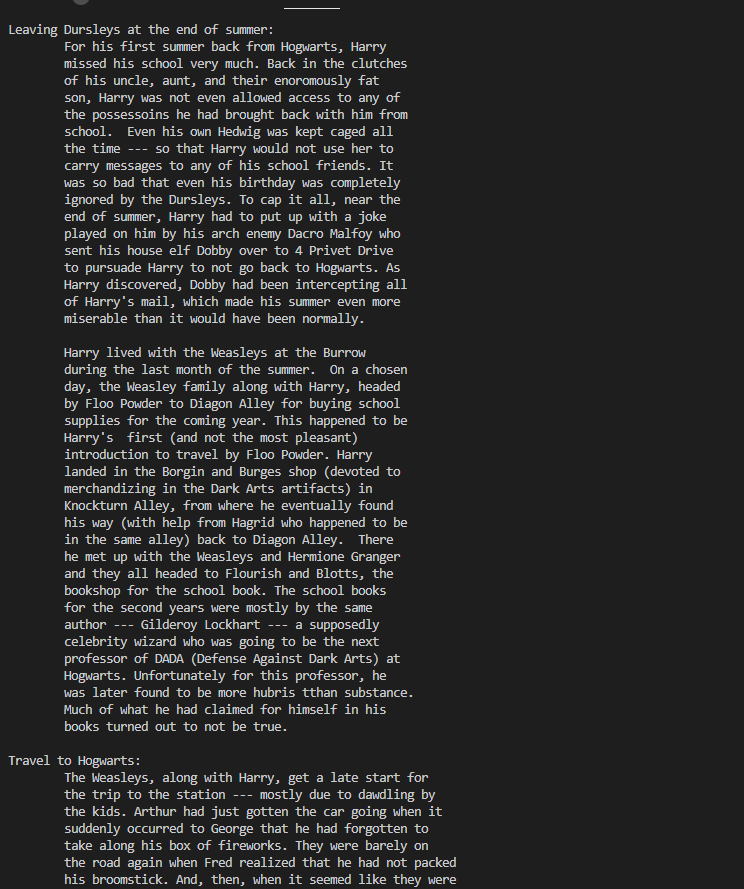 Leaving Dursleys at the end of summer:
For his first summer back from Hogwarts, Harry
missed his school very much. Back in the clutches
of his uncle, aunt, and their enoromously fat
son, Harry was not even allowed access to any of
the possessoins he had brought back with him from
school.  Even his own Hedwig was kept caged all
the time --- so that Harry would not use her to
carry messages to any of his school friends. It
was so bad that even his birthday was completely
ignored by the Dursleys. To cap it all, near the
end of summer, Harry had to put up with a joke
played on him by his arch enemy Dacro Malfoy who
sent his house elf Dobby over to 4 Privet Drive
to pursuade Harry to not go back to Hogwarts. As
Harry discovered, Dobby had been intercepting all
of Harry's mail, which made his summer even more
miserable than it would have been normally.

Harry lived with the Weasleys at the Burrow
during the last month of the summer.  On a chosen
day, the Weasley family along with Harry, headed
by Floo Powder to Diagon Alley for buying school
supplies for the coming year. This happened to be
Harry's  first (and not the most pleasant)
introduction to travel by Floo Powder. Harry
landed in the Borgin and Burges shop (devoted to
merchandizing in the Dark Arts artifacts) in
Knockturn Alley, from where he eventually found
his way (with help from Hagrid who happened to be
in the same alley) back to Diagon Alley.  There
he met up with the Weasleys and Hermione Granger
and they all headed to Flourish and Blotts, the
bookshop for the school book. The school books
for the second years were mostly by the same
author --- Gilderoy Lockhart --- a supposedly
celebrity wizard who was going to be the next
professor of DADA (Defense Against Dark Arts) at
Hogwarts. Unfortunately for this professor, he
was later found to be more hubris tthan substance.
Much of what he had claimed for himself in his
books turned out to not be true.

Travel to Hogwarts:
The Weasleys, along with Harry, get a late start for
the trip to the station --- mostly due to dawdling by
the kids. Arthur had just gotten the car going when it
suddenly occurred to George that he had forgotten to
take along his box of fireworks. They were barely on
the road again when Fred realized that he had not packed
his broomstick. And, then, when it seemed like they were